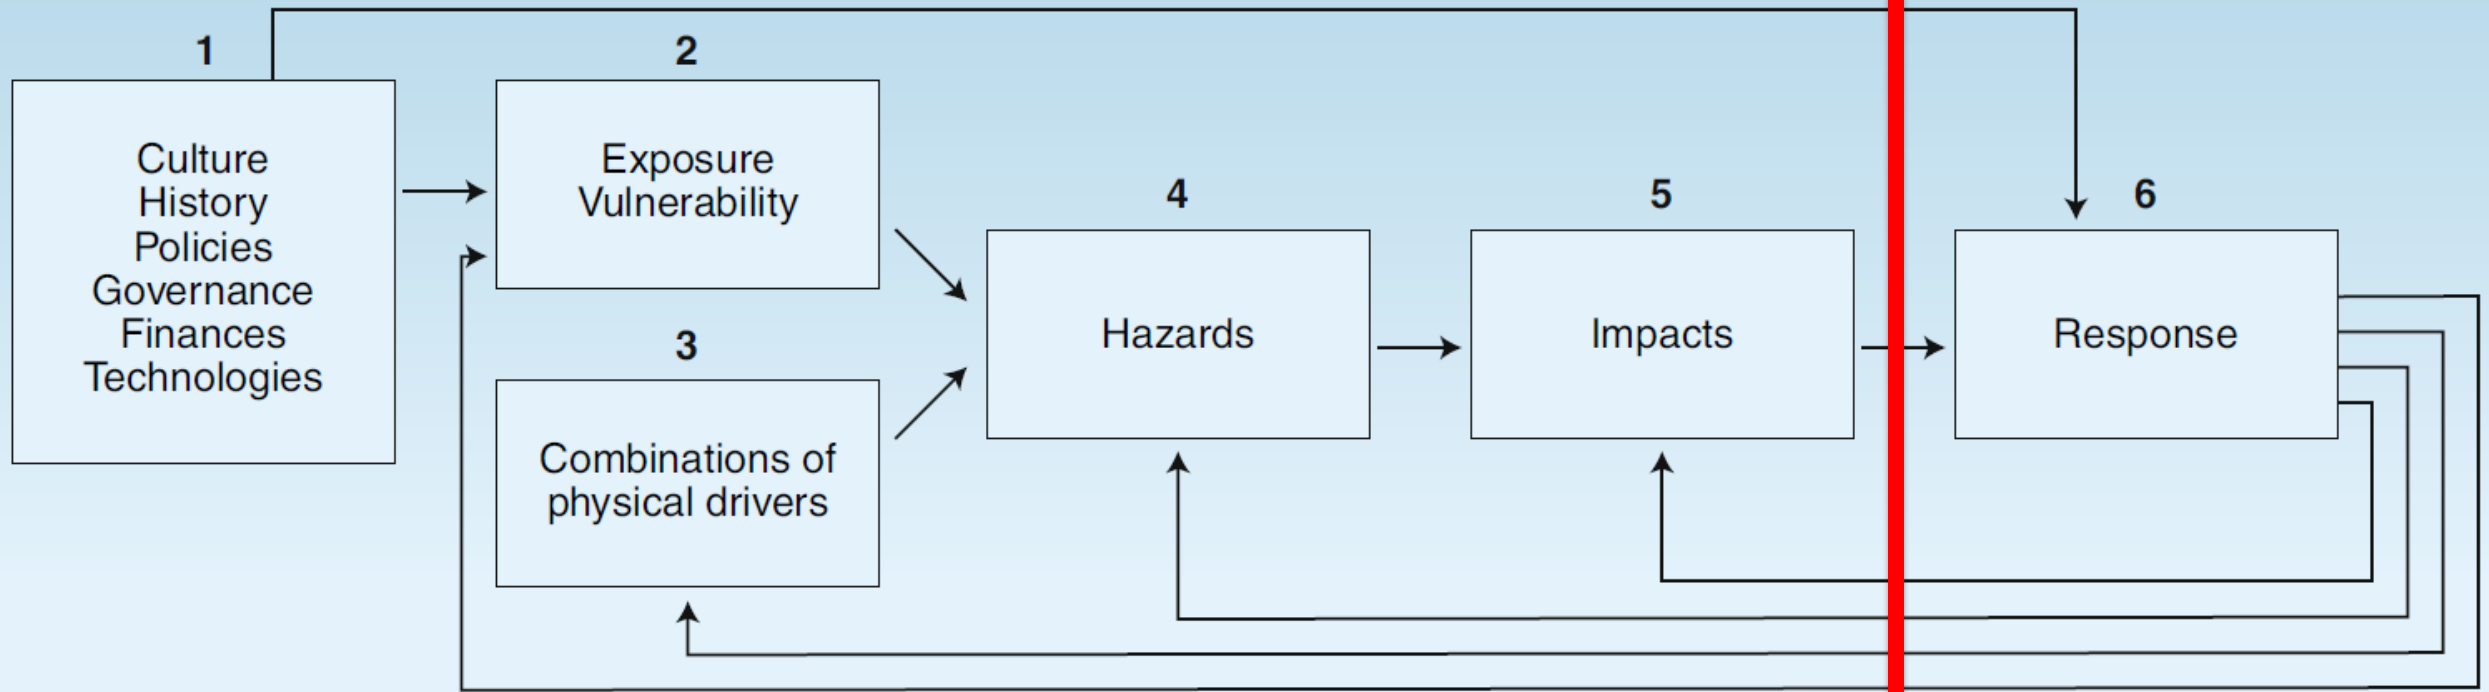 1
Culture
History
Policies
Governance
Finances
Technologies
2
Exposure
Vulnerability
3
Combinations of
physical drivers
4
Hazards
5
Impacts
6
Response